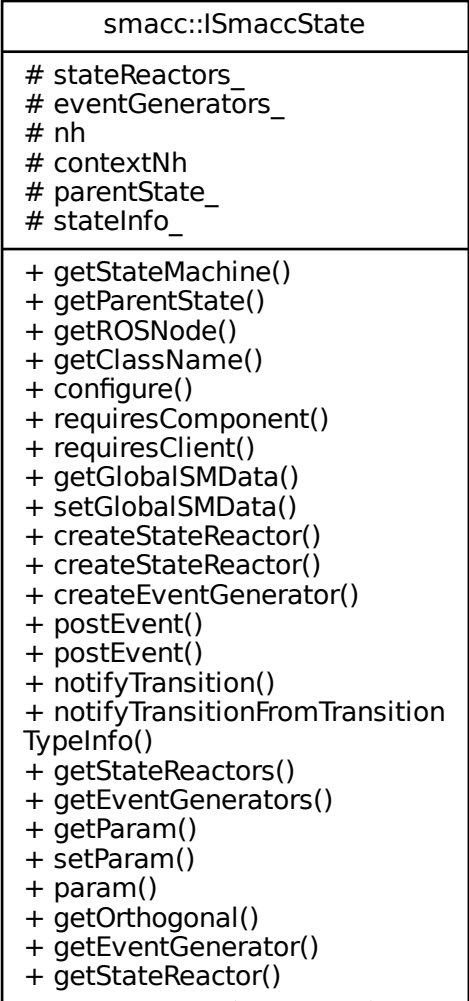 smacc::ISmaccState
# stateReactors_
# eventGenerators_
# nh
# contextNh
# parentState_
# stateInfo_
+ getStateMachine()
+ getParentState()
+ getROSNode()
+ getClassName()
+ configure()
+ requiresComponent()
+ requiresClient()
+ getGlobalSMData()
+ setGlobalSMData()
+ createStateReactor()
+ createStateReactor()
+ createEventGenerator()
+ postEvent()
+ postEvent()
+ notifyTransition()
+ notifyTransitionFromTransition
TypeInfo()
+ getStateReactors()
+ getEventGenerators()
+ getParam()
+ setParam()
+ param()
+ getOrthogonal()
+ getEventGenerator()
+ getStateReactor()